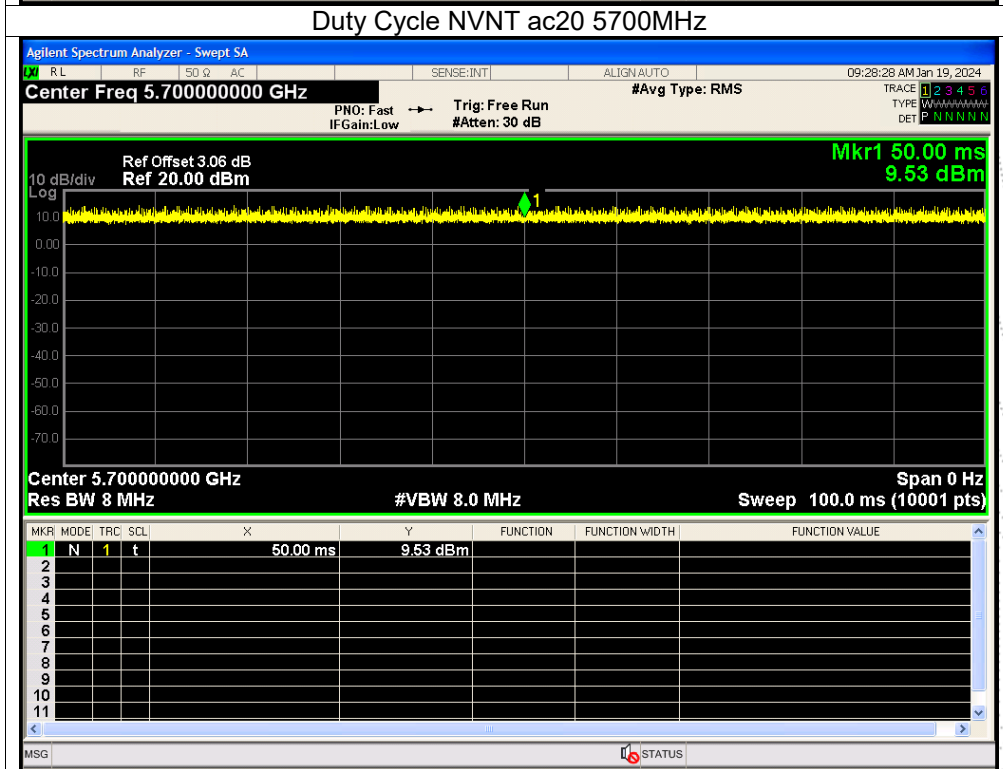 Duty Cycle NVNT ac20 5700MHz
Agilent Spectrum Analyzer - Swept SA
LXI RL RF 50 Ω AC SENSE:INT ALIGN AUTO 09:28:28 AM Jan 19, 2024
Center Freq 5.700000000 GHz #Avg Type: RMS TRACE 1 2 3 4 5 6
PNO: Fast Trig: Free Run TYPE WWWWWW
IFGain:Low #Atten: 30 dB DET P N N N N N
Mkr1 50.00 ms
Ref Offset 3.06 dB
10 dB/div Ref 20.00 dBm 9.53 dBm
Log
1
10.0
0.00
-10.0
-20.0
-30.0
-40.0
-50.0
-60.0
-70.0
Center 5.700000000 GHz Span 0 Hz
Res BW 8 MHz #VBW 8.0 MHz Sweep 100.0 ms (10001 pts)
MKR MODE TRC SCL X Y FUNCTION FUNCTION WIDTH FUNCTION VALUE
1 N 1 t 50.00 ms 9.53 dBm
2
3
4
5
6
7
8
9
10
11
MSG STATUS